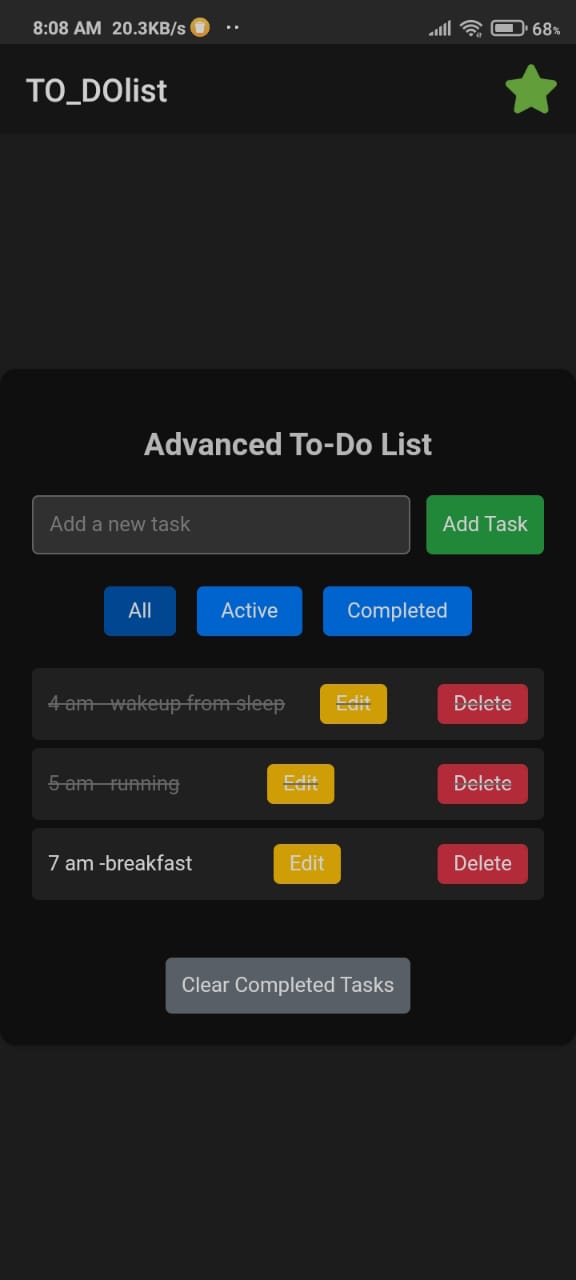 8:08 AM 20.3KB/s 68%
TO_DOlist
Advanced To-Do List
Add a new task Add Task
All Active Completed
4 am -wakeup from sleep Edit Delete
5 am -running Edit Delete
7 am -breakfast Edit Delete
Clear Completed Tasks